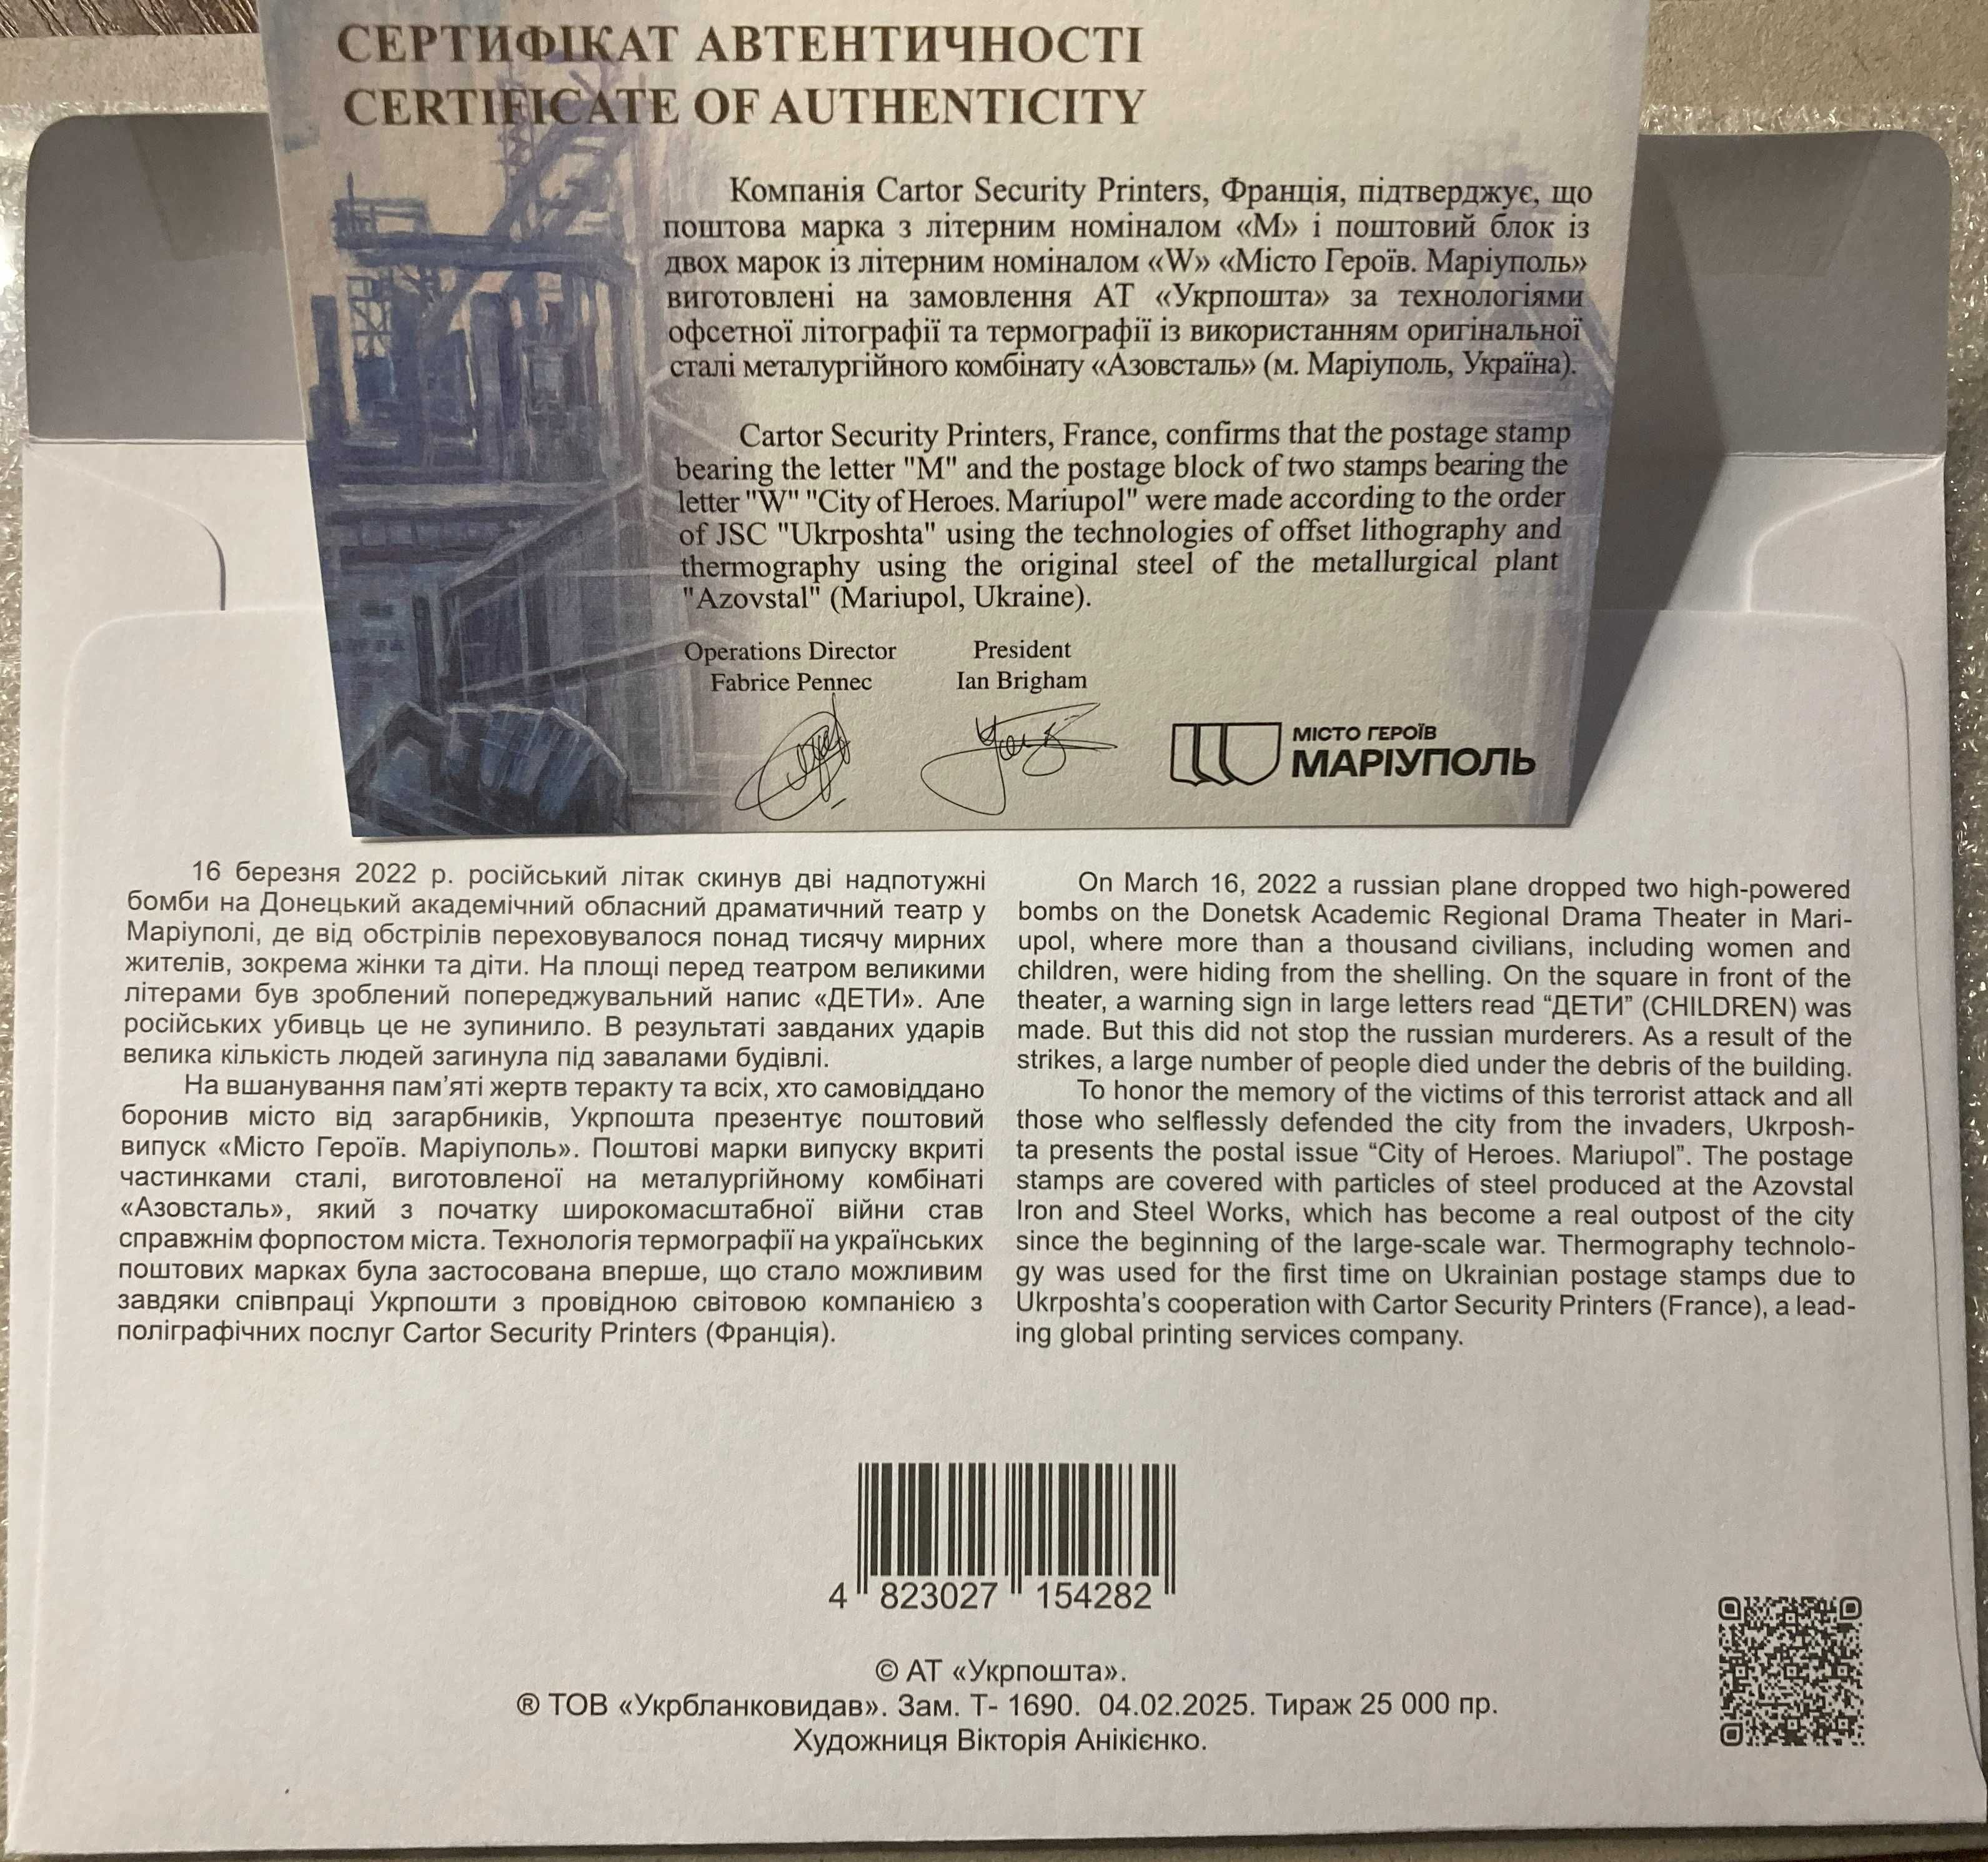 СЕРТИФІКАТ АВТЕНТИЧНОСТІ
CERTIFICATE OF AUTHENTICITY
Компанія Cartor Security Printers, Франція, підтверджує, що
поштова марка з літерним номіналом «М» і поштовий блок із
двох марок із літерним номіналом «W» «Місто Героїв. Маріуполь»
виготовлені на замовлення АТ «Укрпошта» за технологіями
офсетної літографії та термографії із використанням оригінальної
сталі металургійного комбінату «Азовсталь» (м. Маріуполь, Україна).
Cartor Security Printers, France, confirms that the postage stamp
bearing the letter "M" and the postage block of two stamps bearing the
letter "W" "City of Heroes. Mariupol" were made according to the order
of JSC "Ukrposhta" using the technologies of offset lithography and
thermography using the original steel of the metallurgical plant
"Azovstal" (Mariupol, Ukraine).
Operations Director
Fabrice Pennec
President
Ian Brigham
МІСТО ГЕРОЇВ
МАРІУПОЛЬ
16 березня 2022 р. російський літак скинув дві надпотужні
бомби на Донецький академічний обласний драматичний театр у
Маріуполі, де від обстрілів переховувалося понад тисячу мирних
жителів, зокрема жінки та діти. На площі перед театром великими
літерами був зроблений попереджувальний напис «ДЕТИ». Але
російських убивць це не зупинило. В результаті завданих ударів
велика кількість людей загинула під завалами будівлі.
На вшанування пам’яті жертв теракту та всіх, хто самовіддано
боронив місто від загарбників, Укрпошта презентує поштовий
випуск «Місто Героїв. Маріуполь». Поштові марки випуску вкриті
частинками сталі, виготовленої на металургійному комбінаті
«Азовсталь», який з початку широкомасштабної війни став
справжнім форпостом міста. Технологія термографії на українських
поштових марках була застосована вперше, що стало можливим
завдяки співпраці Укрпошти з провідною світовою компанією з
поліграфічних послуг Cartor Security Printers (Франція).
On March 16, 2022 a russian plane dropped two high-powered
bombs on the Donetsk Academic Regional Drama Theater in Mari-
upol, where more than a thousand civilians, including women and
children, were hiding from the shelling. On the square in front of the
theater, a warning sign in large letters read “ДЕТИ” (CHILDREN) was
made. But this did not stop the russian murderers. As a result of the
strikes, a large number of people died under the debris of the building.
To honor the memory of the victims of this terrorist attack and all
those who selflessly defended the city from the invaders, Ukrposh-
ta presents the postal issue “City of Heroes. Mariupol”. The postage
stamps are covered with particles of steel produced at the Azovstal
Iron and Steel Works, which has become a real outpost of the city
since the beginning of the large-scale war. Thermography technolo-
gy was used for the first time on Ukrainian postage stamps due to
Ukrposhta's cooperation with Cartor Security Printers (France), a lead-
ing global printing services company.
4 823027 154282
© АТ «Укрпошта».
® ТОВ «Укрбланковидав». Зам. Т- 1690. 04.02.2025. Тираж 25 000 пр.
Художниця Вікторія Анікієнко.